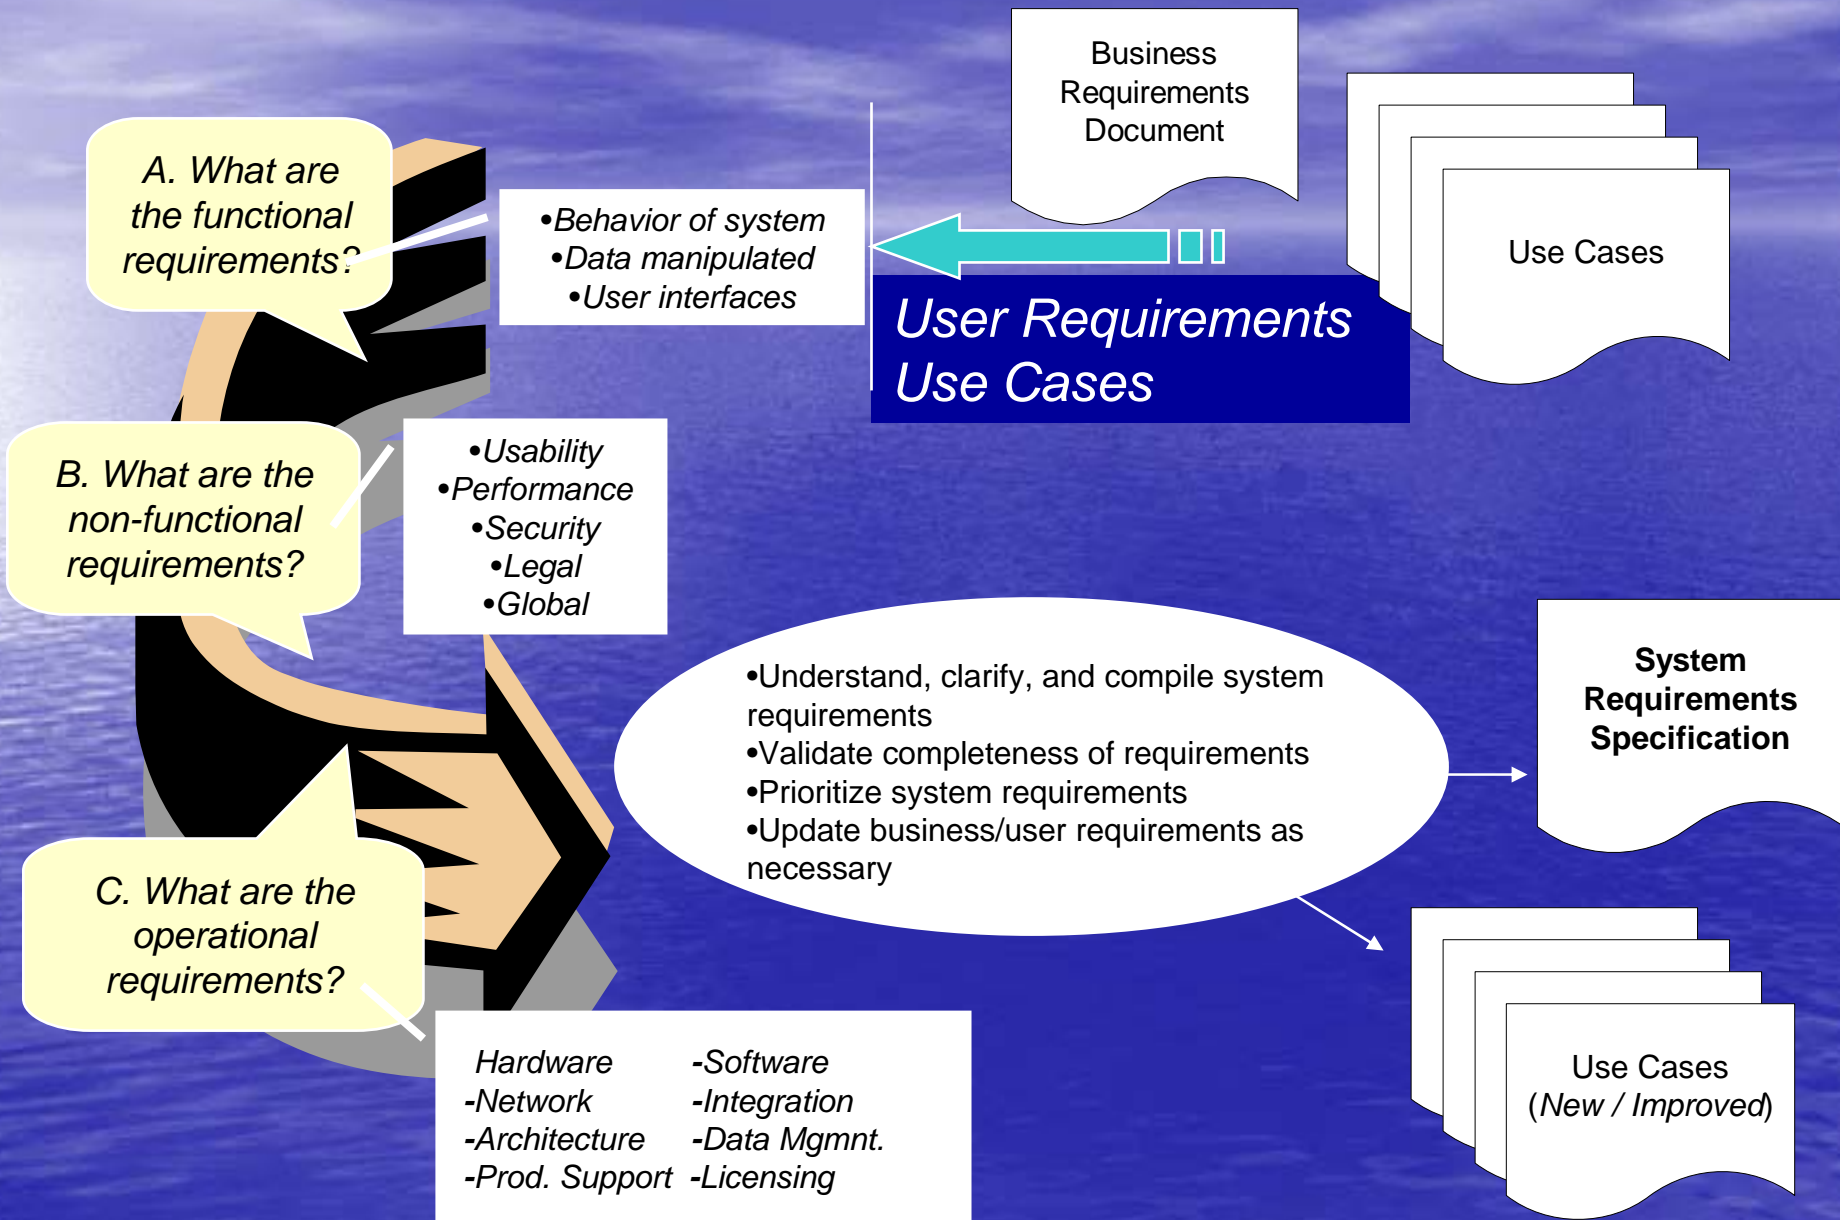 Business
Requirements
Document
Use Cases
A. What are
the functional
requirements?
•Behavior of system
•Data manipulated
•User interfaces
User Requirements
Use Cases
B. What are the
non-functional
requirements?
•Usability
•Performance
•Security
•Legal
•Global
•Understand, clarify, and compile system
requirements
•Validate completeness of requirements
•Prioritize system requirements
•Update business/user requirements as
necessary
System
Requirements
Specification
C. What are the
operational
requirements?
Hardware -Software
-Network -Integration
-Architecture -Data Mgmnt.
-Prod. Support -Licensing
Use Cases
(New / Improved)